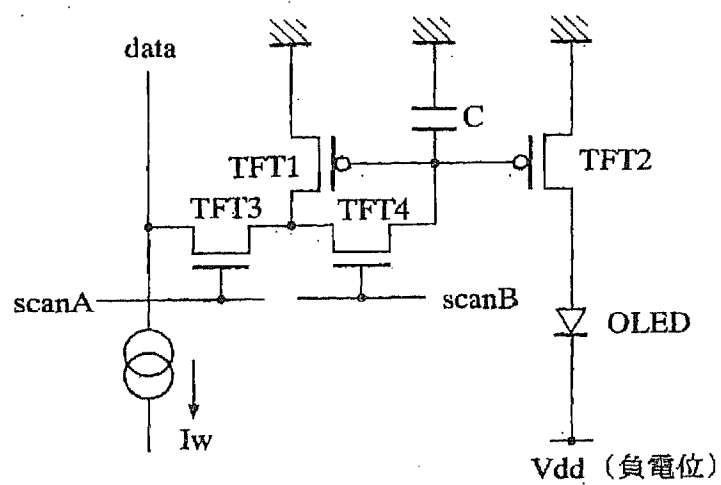 data
C
TFT1
TFT2
TFT3
TFT4
scanA
scanB
OLED
Iw
Vdd (負電位)